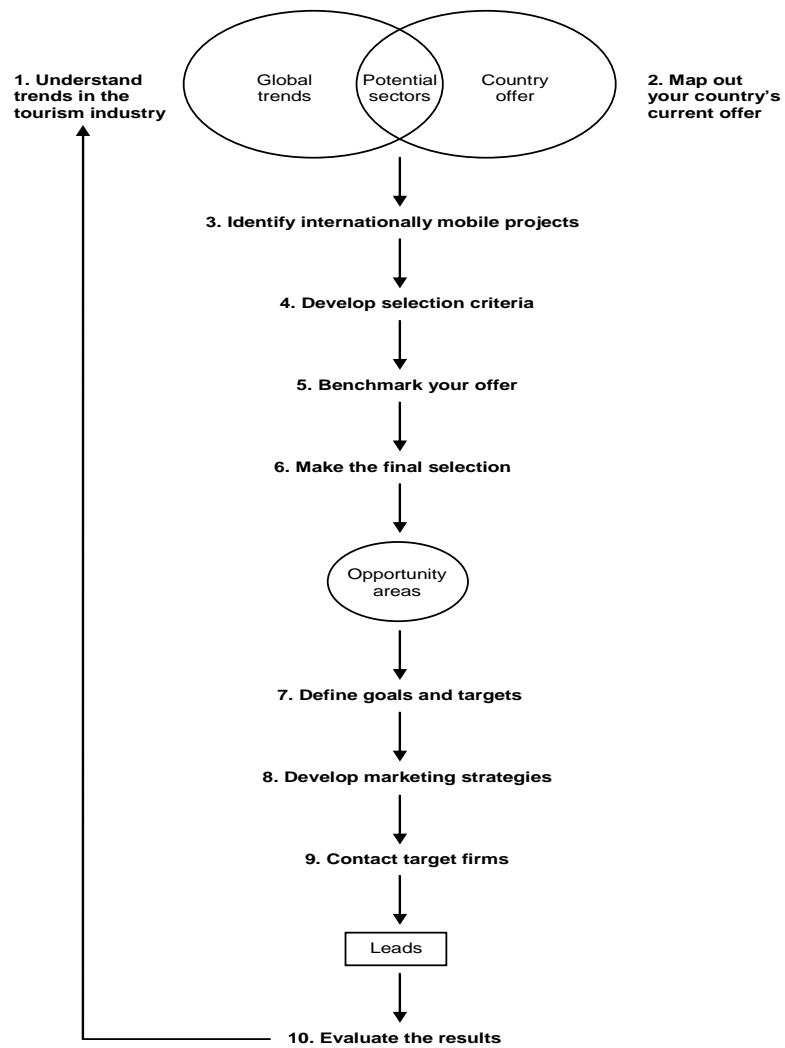 1. Understand
trends in the
tourism industry
Global
trends
Potential
sectors
Country
offer
2. Map out
your country's
current offer
3. Identify internationally mobile projects
4. Develop selection criteria
5. Benchmark your offer
6. Make the final selection
Opportunity
areas
7. Define goals and targets
8. Develop marketing strategies
9. Contact target firms
Leads
10. Evaluate the results